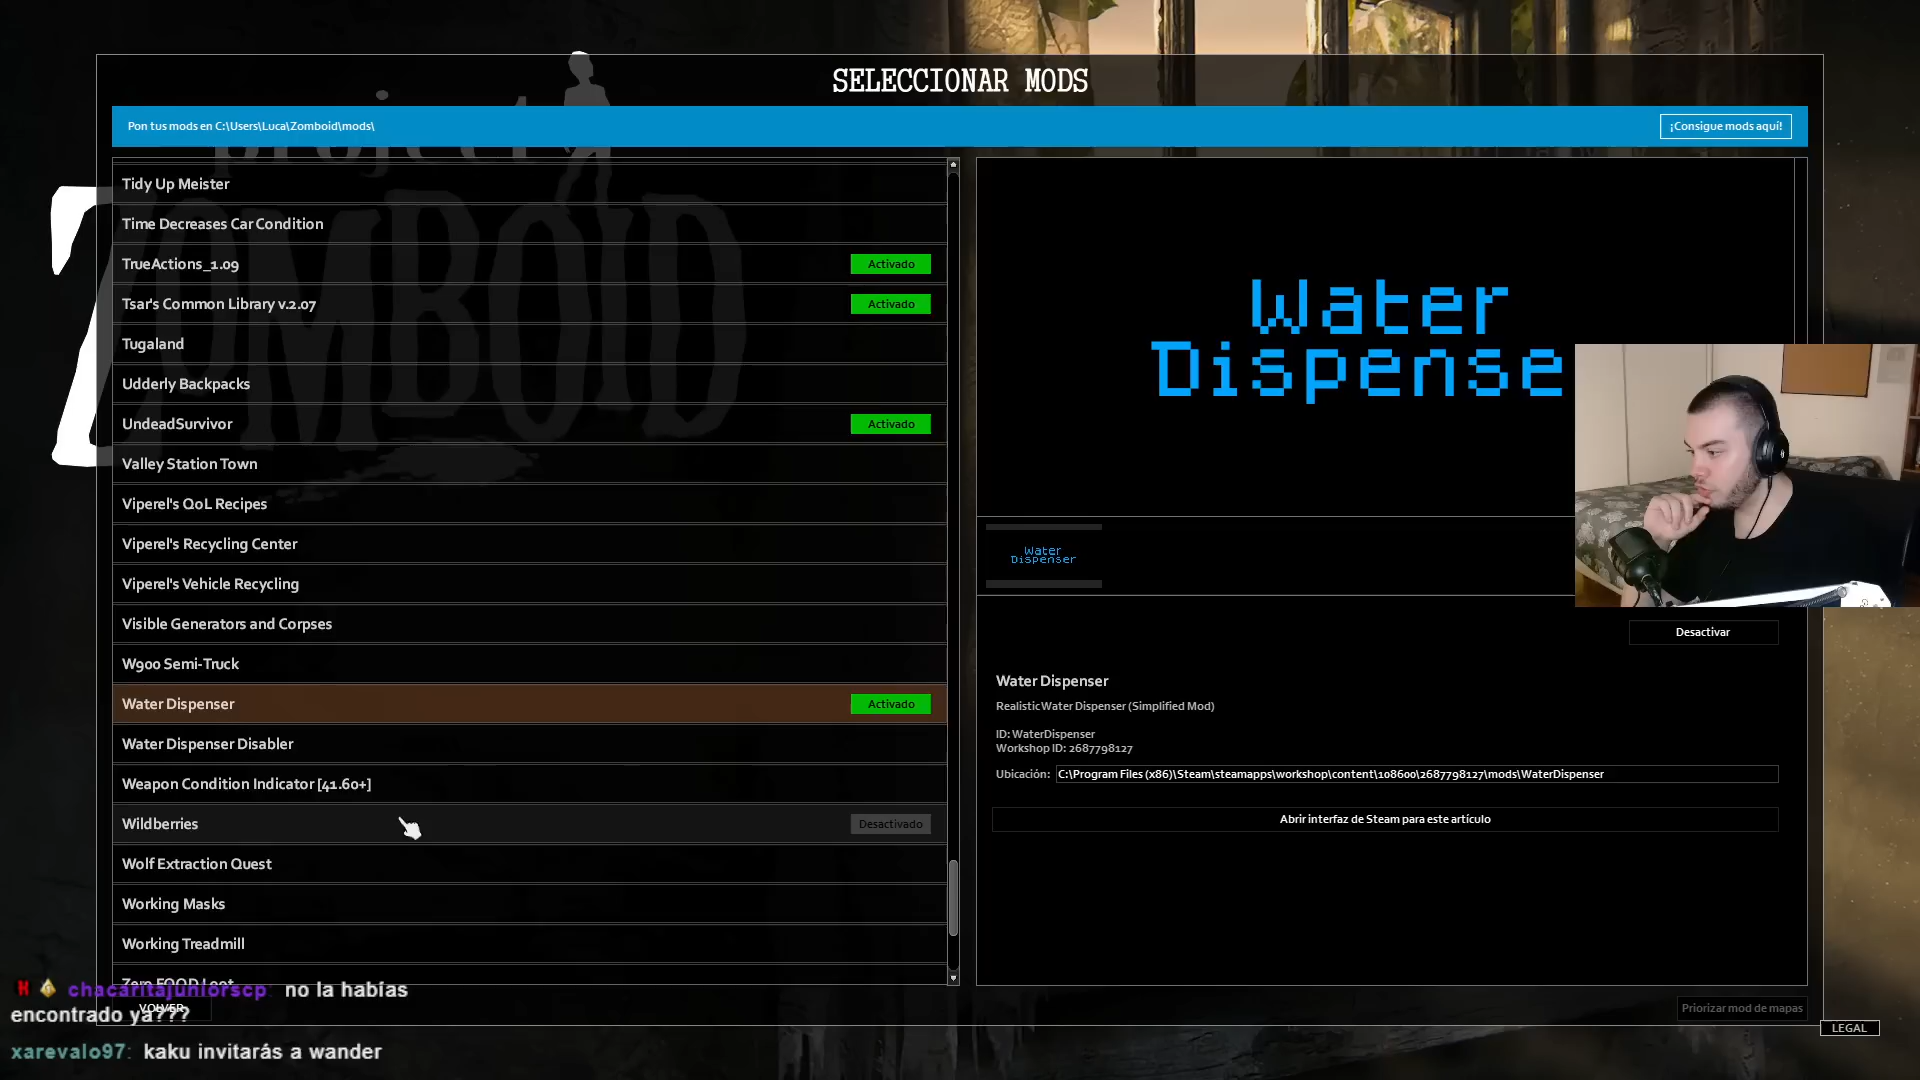 SELECCIONAR MODS
Pon tus mods en C:\Users\Luca\Zomboid\mods\
¡Consigue mods aquí!
project
ZOMBOID
Tidy Up Meister
Time Decreases Car Condition
TrueActions_1.09
Activado
Tsar's Common Library v.2.07
Activado
Tugaland
Udderly Backpacks
UndeadSurvivor
Activado
Valley Station Town
Viperel's QoL Recipes
Viperel's Recycling Center
Viperel's Vehicle Recycling
Visible Generators and Corpses
W900 Semi-Truck
Water Dispenser
Activado
Water Dispenser Disabler
Weapon Condition Indicator [41.60+]
Wildberries
Desactivado
Wolf Extraction Quest
Working Masks
Working Treadmill
Zero FOOD Loot
Water
Dispense
Water
Dispenser
Desactivar
Water Dispenser
Realistic Water Dispenser (Simplified Mod)
ID: WaterDispenser
Workshop ID: 2687798127
Ubicación: C:\Program Files (x86)\Steam\steamapps\workshop\content\108600\2687798127\mods\WaterDispenser
Abrir interfaz de Steam para este artículo
VOLVER
Priorizar mod de mapas
LEGAL
chacaritajuniorscp: no la habías
encontrado ya???
xarevalo97: kaku invitarás a wander